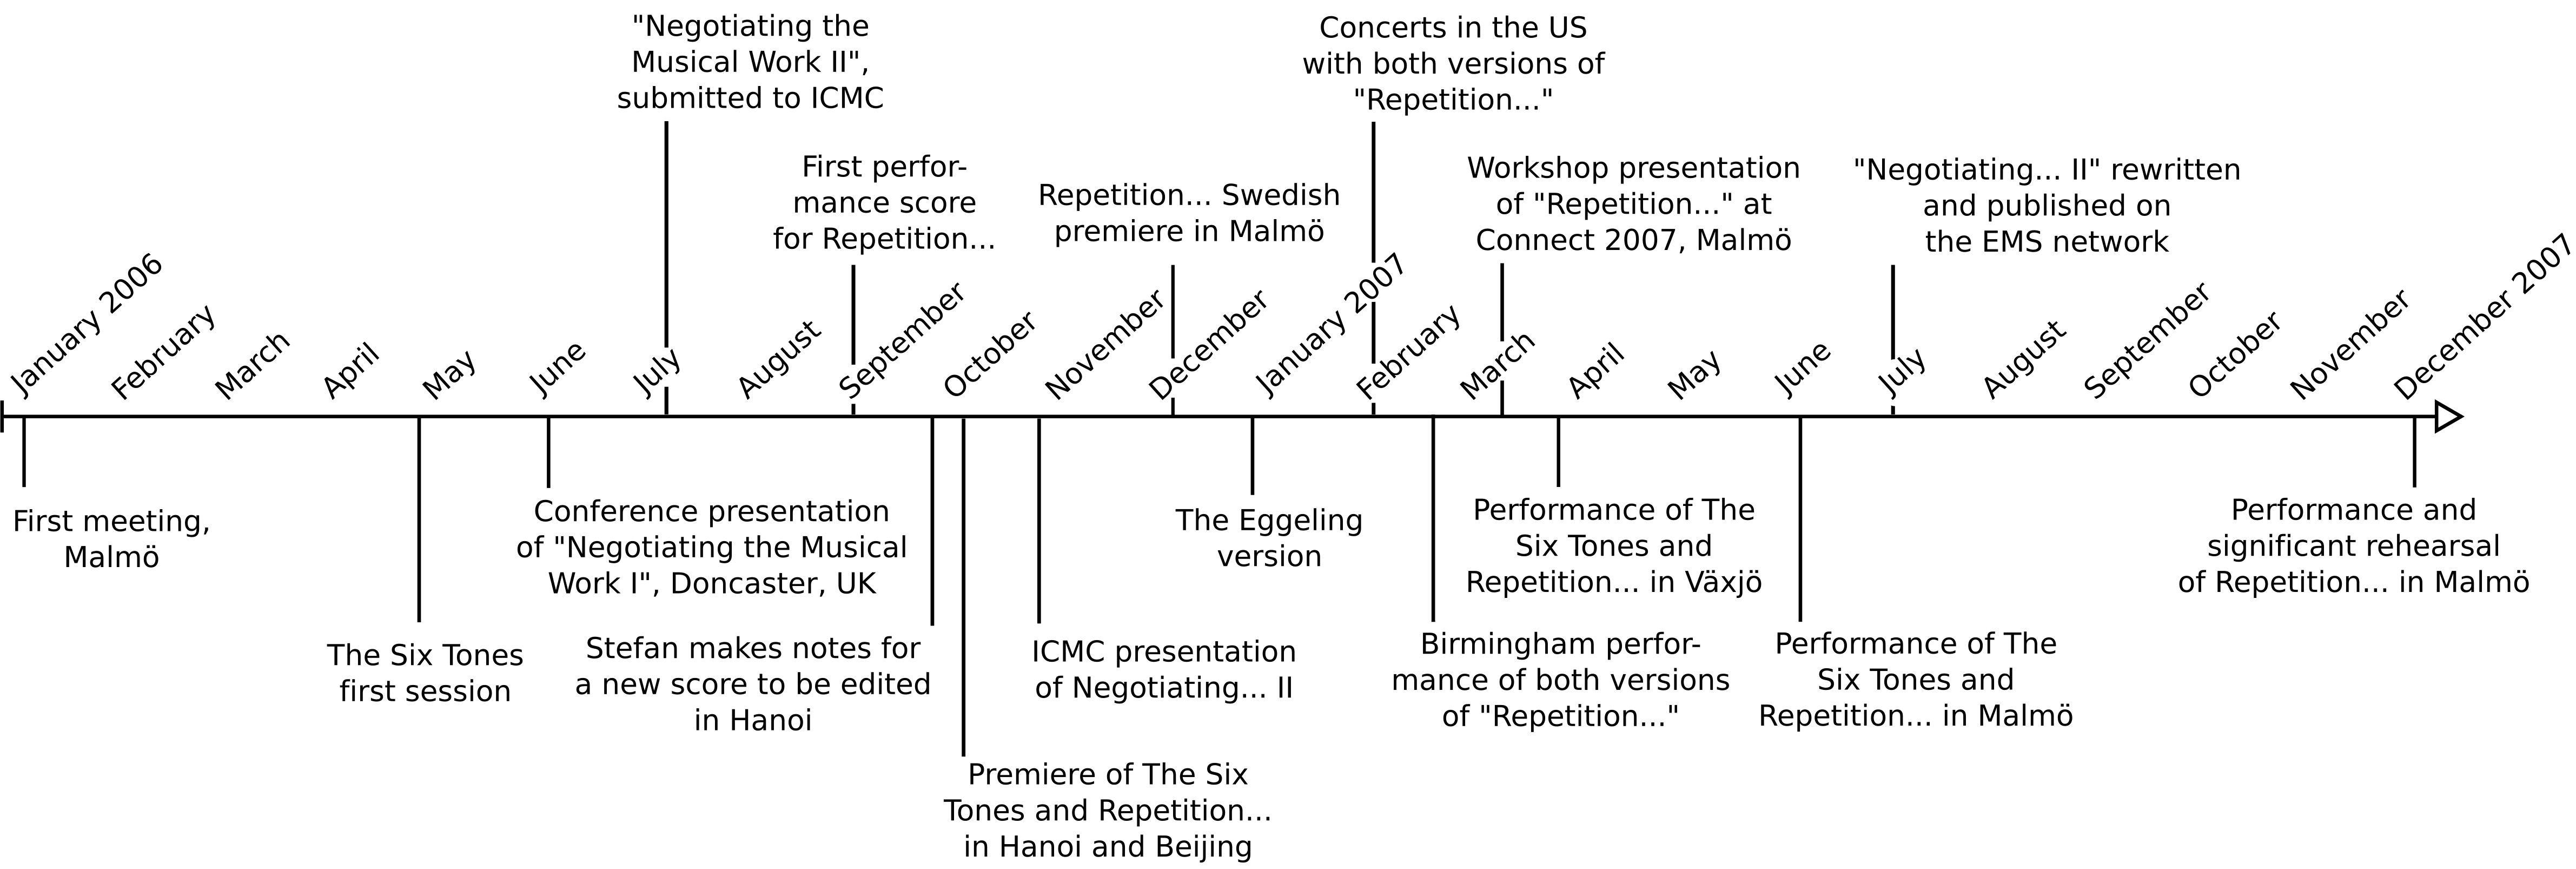 "Negotiating the
Musical Work II",
submitted to ICMC
Concerts in the US
with both versions of
"Repetition..."
First perfor-
mance score
for Repetition...
Repetition... Swedish
premiere in Malmö
Workshop presentation
of "Repetition..." at
Connect 2007, Malmö
"Negotiating... II" rewritten
and published on
the EMS network
January 2006
February
March
April
May
June
July
August
September
October
November
December
January 2007
February
March
April
May
June
July
August
September
October
November
December 2007
First meeting,
Malmö
The Six Tones
first session
Conference presentation
of "Negotiating the Musical
Work I", Doncaster, UK
Stefan makes notes for
a new score to be edited
in Hanoi
Premiere of The Six
Tones and Repetition...
in Hanoi and Beijing
ICMC presentation
of Negotiating... II
The Eggeling
version
Birmingham perfor-
mance of both versions
of "Repetition..."
Performance of The
Six Tones and
Repetition... in Växjö
Performance of The
Six Tones and
Repetition... in Malmö
Performance and
significant rehearsal
of Repetition... in Malmö